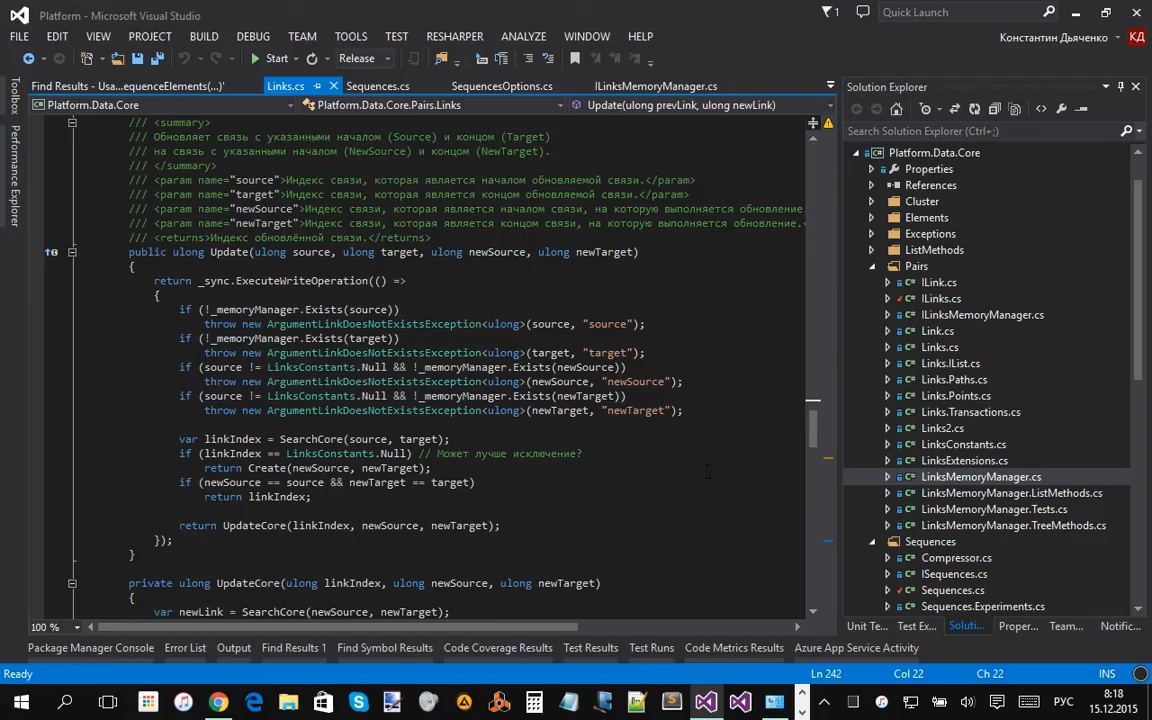 Platform - Microsoft Visual Studio
1
Quick Launch
FILE EDIT VIEW PROJECT BUILD DEBUG TEAM TOOLS TEST RESHARPER ANALYZE WINDOW HELP
Константин Дьяченко КД
Start Release
Toolbox
Performance Explorer
Find Results - Usa...equenceElements(...)' Links.cs Sequences.cs SequencesOptions.cs ILinksMemoryManager.cs
Platform.Data.Core Platform.Data.Core.Pairs.Links Update(ulong prevLink, ulong newLink)
/// <summary>
/// Обновляет связь с указанными началом (Source) и концом (Target)
/// на связь с указанными началом (NewSource) и концом (NewTarget).
/// </summary>
/// <param name="source">Индекс связи, которая является началом обновляемой связи.</param>
/// <param name="target">Индекс связи, которая является концом обновляемой связи.</param>
/// <param name="newSource">Индекс связи, которая является началом связи, на которую выполняется обновление
/// <param name="newTarget">Индекс связи, которая является концом связи, на которую выполняется обновление.<
/// <returns>Индекс обновлённой связи.</returns>
public ulong Update(ulong source, ulong target, ulong newSource, ulong newTarget)
{
return _sync.ExecuteWriteOperation(() =>
{
if (!_memoryManager.Exists(source))
throw new ArgumentLinkDoesNotExistsException<ulong>(source, "source");
if (!_memoryManager.Exists(target))
throw new ArgumentLinkDoesNotExistsException<ulong>(target, "target");
if (source != LinksConstants.Null && !_memoryManager.Exists(newSource))
throw new ArgumentLinkDoesNotExistsException<ulong>(newSource, "newSource");
if (source != LinksConstants.Null && !_memoryManager.Exists(newTarget))
throw new ArgumentLinkDoesNotExistsException<ulong>(newTarget, "newTarget");
var linkIndex = SearchCore(source, target);
if (linkIndex == LinksConstants.Null) // Может лучше исключение?
return Create(newSource, newTarget);
if (newSource == source && newTarget == target)
return linkIndex;
return UpdateCore(linkIndex, newSource, newTarget);
});
}
private ulong UpdateCore(ulong linkIndex, ulong newSource, ulong newTarget)
{
var newLink = SearchCore(newSource, newTarget);
100 %
Solution Explorer
Search Solution Explorer (Ctrl+;)
Platform.Data.Core
Properties
References
Cluster
Elements
Exceptions
ListMethods
Pairs
ILink.cs
ILinks.cs
ILinksMemoryManager.cs
Link.cs
Links.cs
Links.IList.cs
Links.Paths.cs
Links.Points.cs
Links.Transactions.cs
Links2.cs
LinksConstants.cs
LinksExtensions.cs
LinksMemoryManager.cs
LinksMemoryManager.ListMethods.cs
LinksMemoryManager.Tests.cs
LinksMemoryManager.TreeMethods.cs
Sequences
Compressor.cs
ISequences.cs
Sequences.cs
Sequences.Experiments.cs
Unit Te... Test Ex... Soluti... Proper... Team... Notific...
Package Manager Console Error List Output Find Results 1 Find Symbol Results Code Coverage Results Test Results Test Runs Code Metrics Results Azure App Service Activity
Ready Ln 242 Col 22 Ch 22 INS
РУС
8:18
15.12.2015